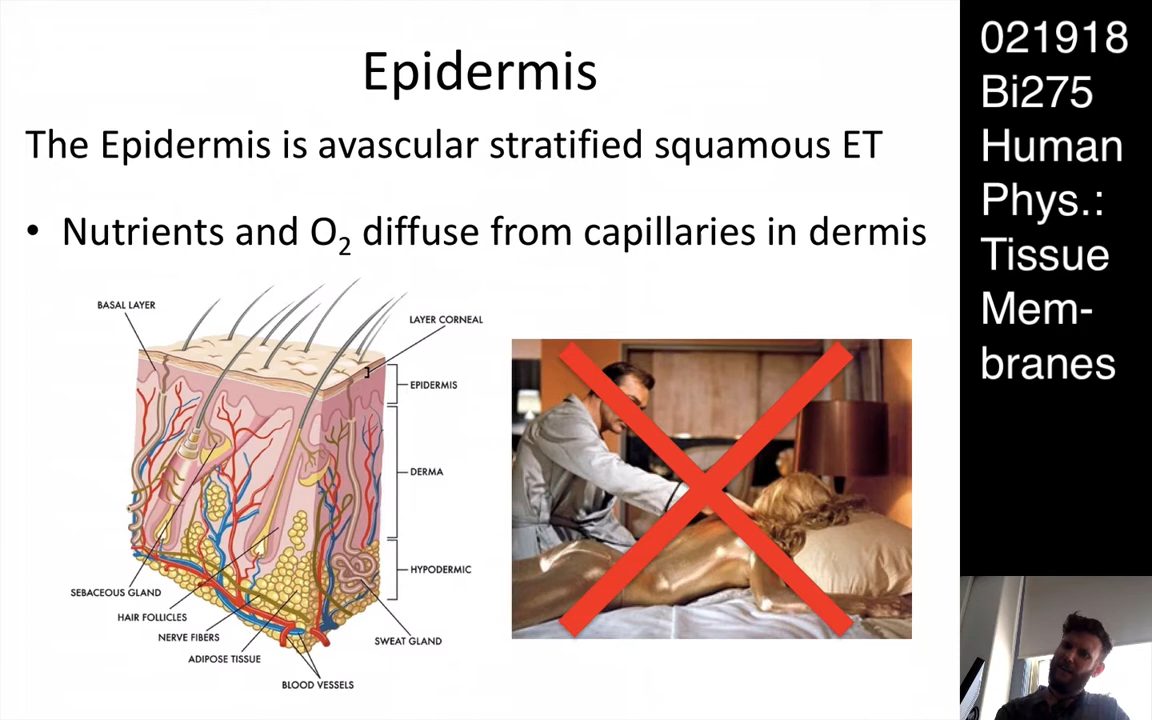 Epidermis
The Epidermis is avascular stratified squamous ET
• Nutrients and O₂ diffuse from capillaries in dermis
BASAL LAYER
LAYER CORNEAL
EPIDERMIS
DERMA
HYPODERMIC
SEBACEOUS GLAND
HAIR FOLLICLES
NERVE FIBERS
ADIPOSE TISSUE
SWEAT GLAND
BLOOD VESSELS
021918
Bi275
Human
Phys.:
Tissue
Mem-
branes